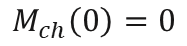 M_{ch}(0) = 0